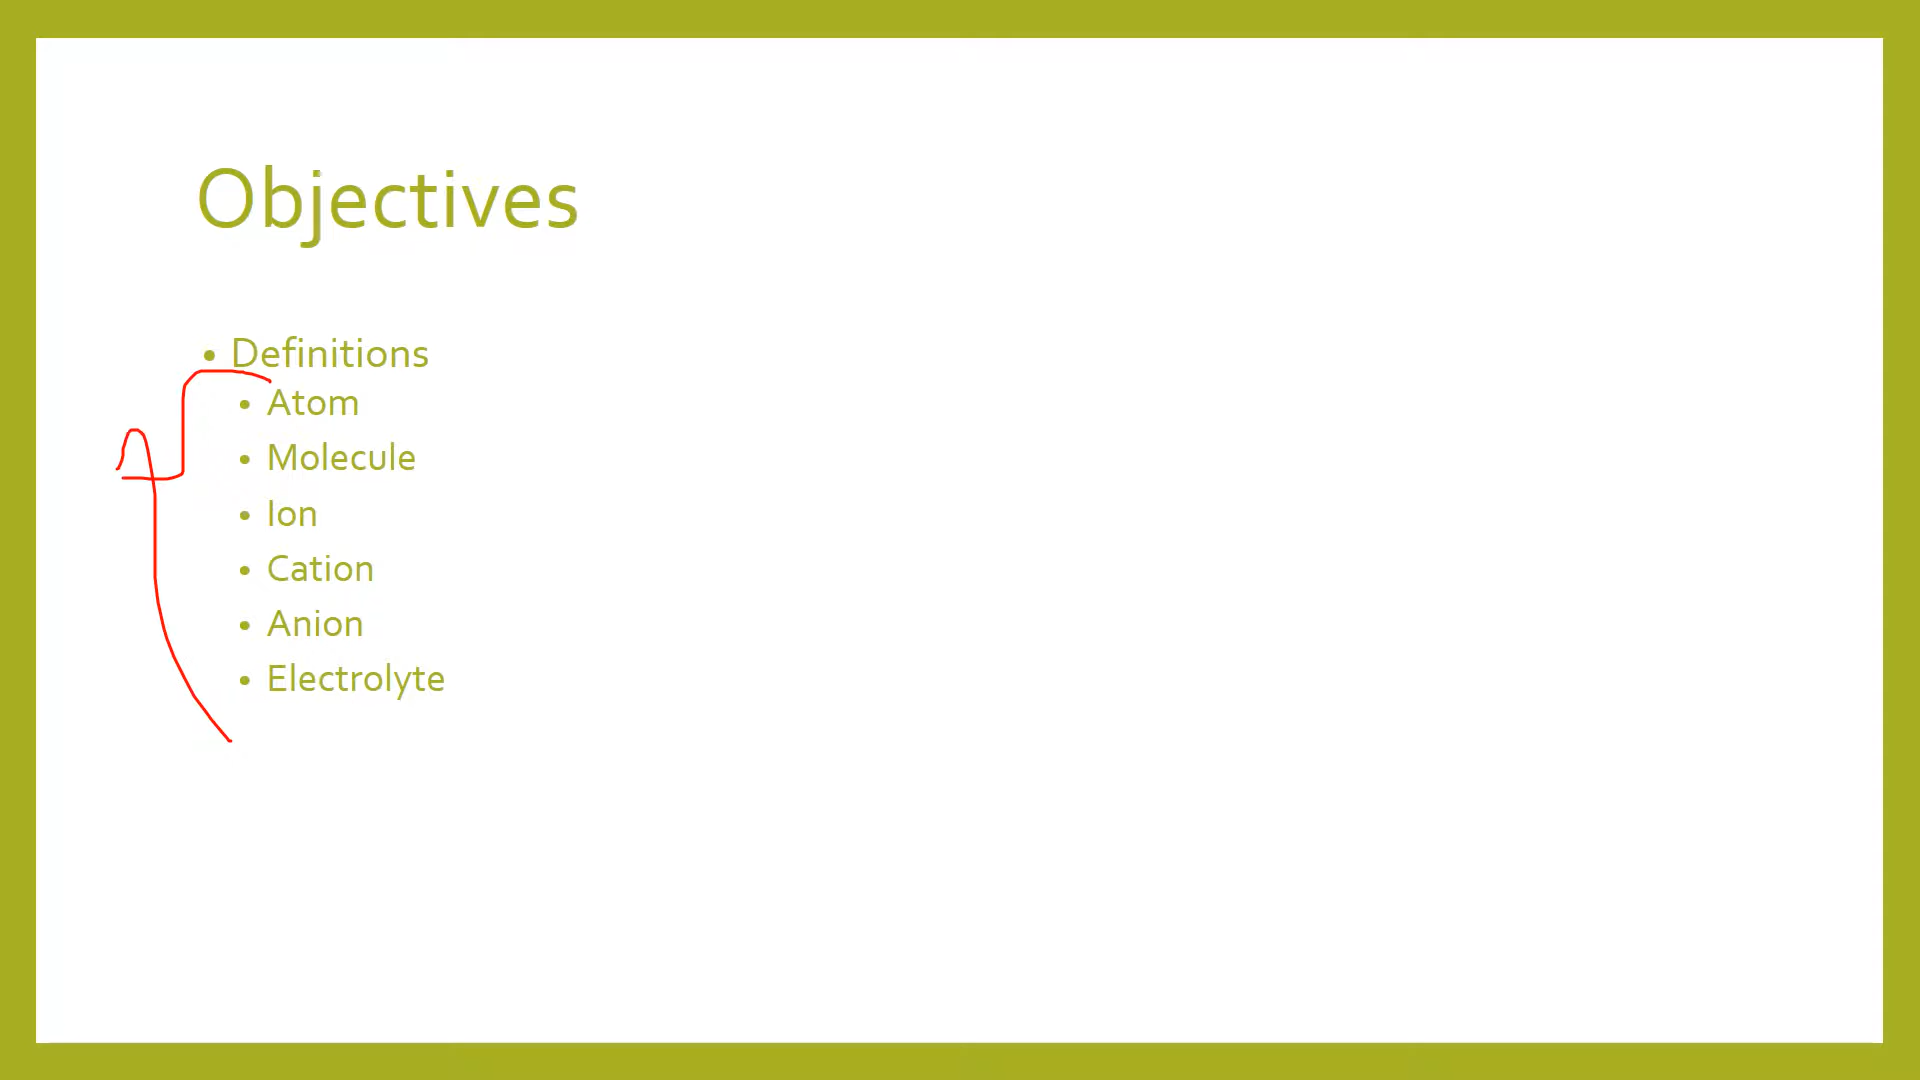 Objectives
• Definitions
• Atom
• Molecule
• Ion
• Cation
• Anion
• Electrolyte